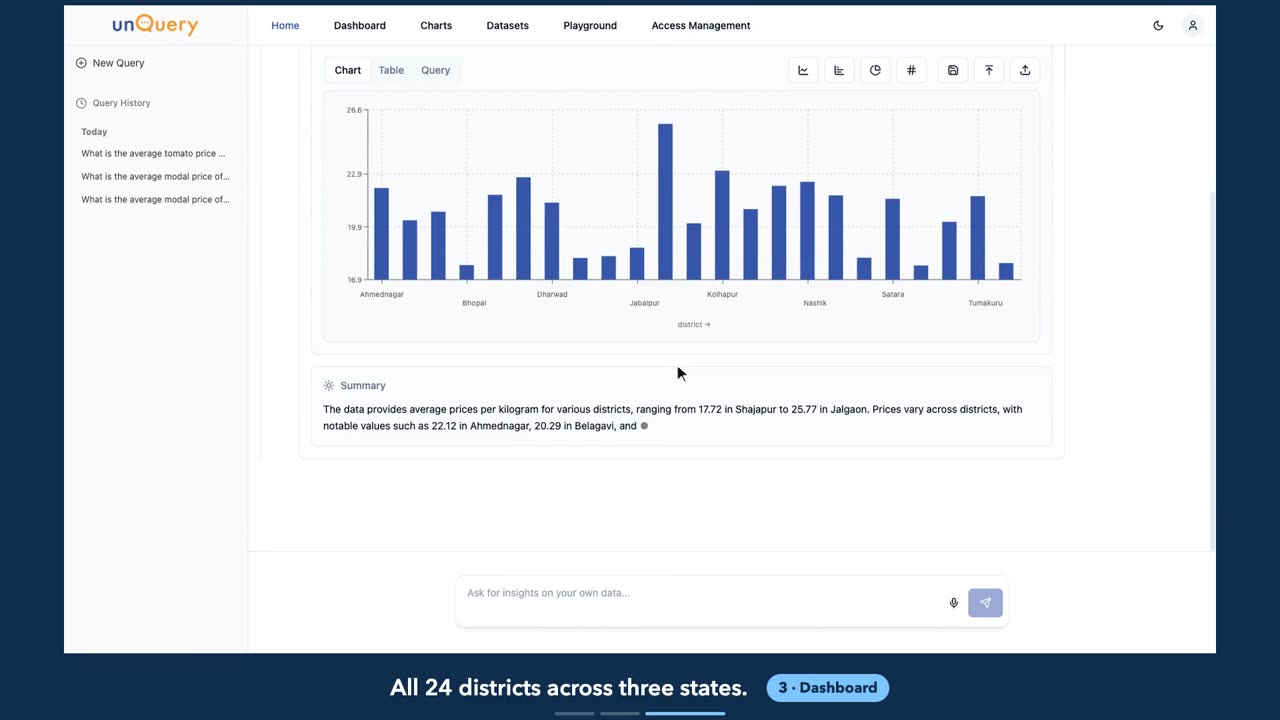 unQuery
Home Dashboard Charts Datasets Playground Access Management
New Query
Query History
Today
What is the average tomato price ...
What is the average modal price of...
What is the average modal price of...
Chart Table Query
26.6
22.9
19.9
16.9
Ahmednagar Bhopal Dharwad Jabalpur Kolhapur Nashik Satara Tumakuru
district →
Summary
The data provides average prices per kilogram for various districts, ranging from 17.72 in Shajapur to 25.77 in Jalgaon. Prices vary across districts, with
notable values such as 22.12 in Ahmednagar, 20.29 in Belagavi, and
Ask for insights on your own data...
All 24 districts across three states. 3 · Dashboard